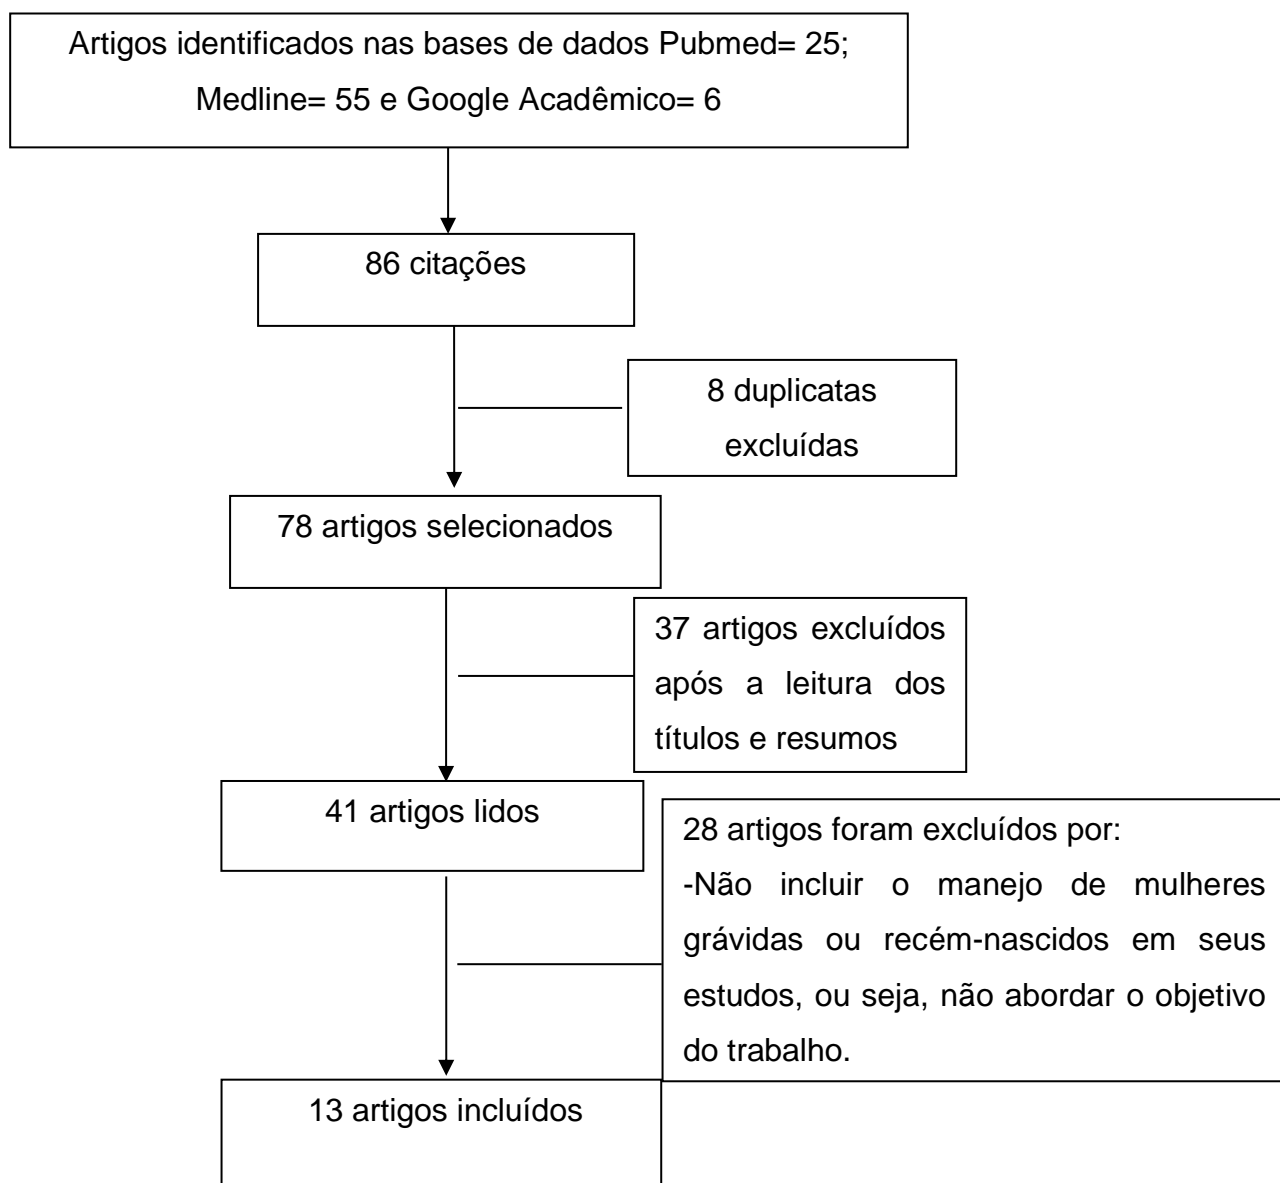 Artigos identificados nas bases de dados Pubmed= 25;
Medline= 55 e Google Acadêmico= 6
86 citações
8 duplicatas
excluídas
78 artigos selecionados
37 artigos excluídos
após a leitura dos
títulos e resumos
41 artigos lidos
28 artigos foram excluídos por:
-Não incluir o manejo de mulheres
grávidas ou recém-nascidos em seus
estudos, ou seja, não abordar o objetivo
do trabalho.
13 artigos incluídos